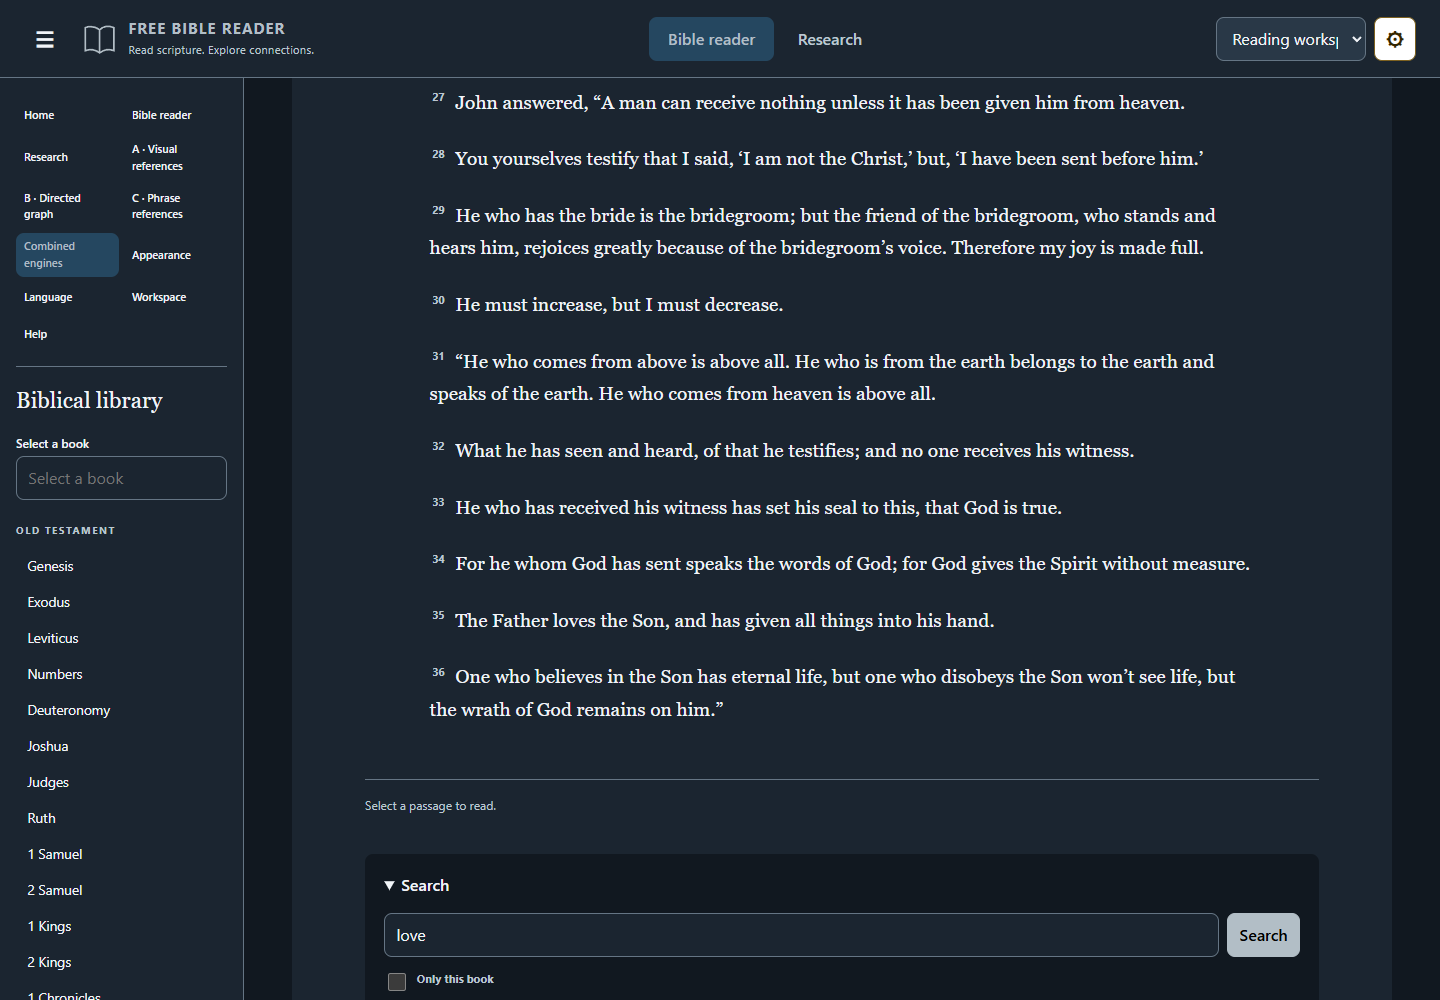 FREE BIBLE READER
Read scripture. Explore connections.
Bible reader
Research
Reading worksp
Home
Bible reader
Research
A · Visual
references
B · Directed
graph
C · Phrase
references
Combined
engines
Appearance
Language
Workspace
Help
Biblical library
Select a book
Select a book
OLD TESTAMENT
Genesis
Exodus
Leviticus
Numbers
Deuteronomy
Joshua
Judges
Ruth
1 Samuel
2 Samuel
1 Kings
2 Kings
1 Chronicles
27 John answered, “A man can receive nothing unless it has been given him from heaven.
28 You yourselves testify that I said, ‘I am not the Christ,’ but, ‘I have been sent before him.’
29 He who has the bride is the bridegroom; but the friend of the bridegroom, who stands and
hears him, rejoices greatly because of the bridegroom’s voice. Therefore my joy is made full.
30 He must increase, but I must decrease.
31 “He who comes from above is above all. He who is from the earth belongs to the earth and
speaks of the earth. He who comes from heaven is above all.
32 What he has seen and heard, of that he testifies; and no one receives his witness.
33 He who has received his witness has set his seal to this, that God is true.
34 For he whom God has sent speaks the words of God; for God gives the Spirit without measure.
35 The Father loves the Son, and has given all things into his hand.
36 One who believes in the Son has eternal life, but one who disobeys the Son won’t see life, but
the wrath of God remains on him.”
Select a passage to read.
Search
love
Search
Only this book